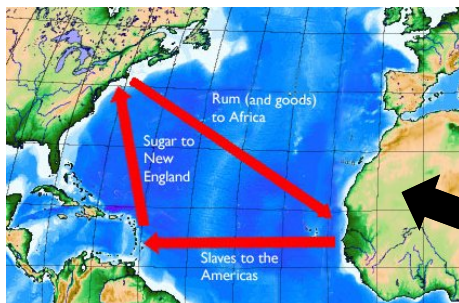 Rum (and goods)
to Africa
Sugar to
New
England
Slaves to the
Americas